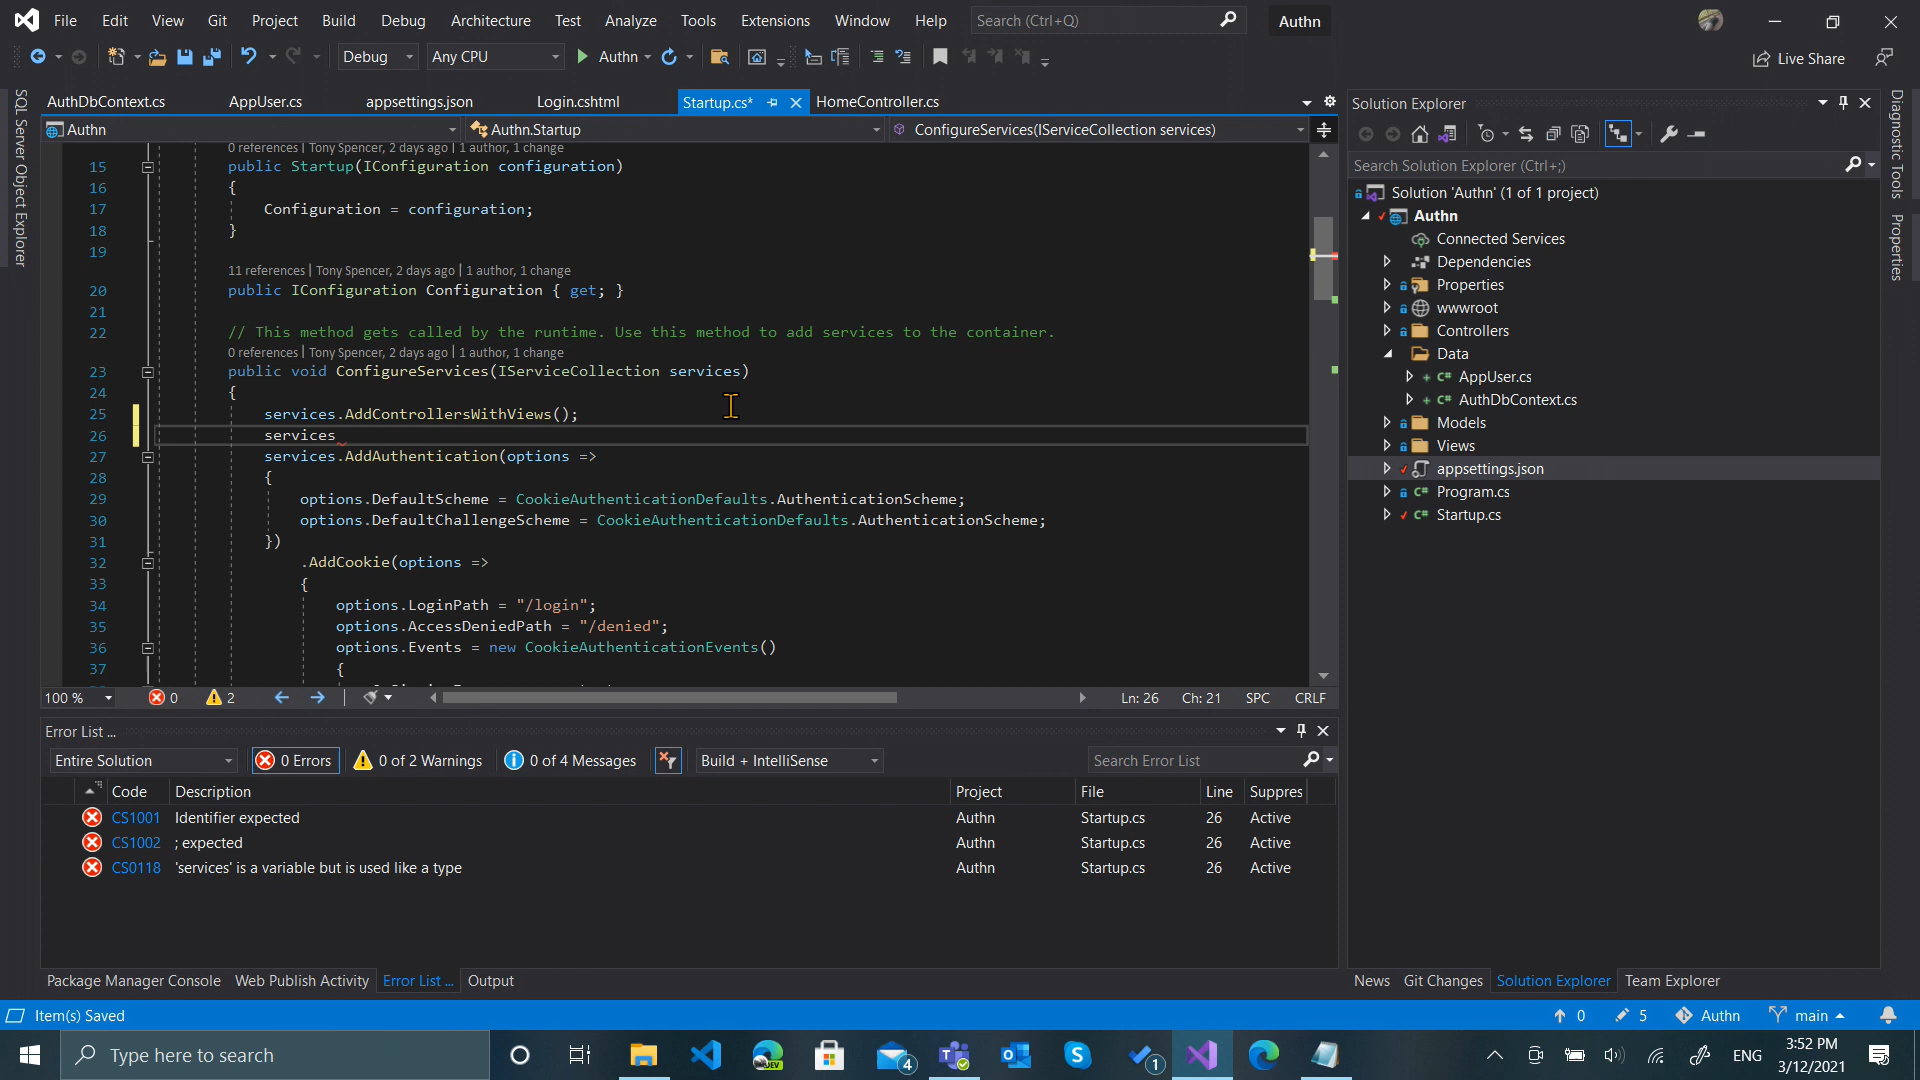 File Edit View Git Project Build Debug Architecture Test Analyze Tools Extensions Window Help Search (Ctrl+Q) Authn
Debug Any CPU Authn Live Share
SQL Server Object Explorer
AuthDbContext.cs AppUser.cs appsettings.json Login.cshtml Startup.cs* HomeController.cs
Authn Authn.Startup ConfigureServices(IServiceCollection services)
0 references | Tony Spencer, 2 days ago | 1 author, 1 change
15 public Startup(IConfiguration configuration)
16 {
17 Configuration = configuration;
18 }
19
11 references | Tony Spencer, 2 days ago | 1 author, 1 change
20 public IConfiguration Configuration { get; }
21
22 // This method gets called by the runtime. Use this method to add services to the container.
0 references | Tony Spencer, 2 days ago | 1 author, 1 change
23 public void ConfigureServices(IServiceCollection services)
24 {
25 services.AddControllersWithViews();
26 services
27 services.AddAuthentication(options =>
28 {
29 options.DefaultScheme = CookieAuthenticationDefaults.AuthenticationScheme;
30 options.DefaultChallengeScheme = CookieAuthenticationDefaults.AuthenticationScheme;
31 })
32 .AddCookie(options =>
33 {
34 options.LoginPath = "/login";
35 options.AccessDeniedPath = "/denied";
36 options.Events = new CookieAuthenticationEvents()
37 {
100 % 0 2 Ln: 26 Ch: 21 SPC CRLF
Error List ...
Entire Solution 0 Errors 0 of 2 Warnings 0 of 4 Messages Build + IntelliSense Search Error List
Code Description Project File Line Suppres
CS1001 Identifier expected Authn Startup.cs 26 Active
CS1002 ; expected Authn Startup.cs 26 Active
CS0118 'services' is a variable but is used like a type Authn Startup.cs 26 Active
Package Manager Console Web Publish Activity Error List ... Output
Solution Explorer
Search Solution Explorer (Ctrl+;)
Solution 'Authn' (1 of 1 project)
Authn
Connected Services
Dependencies
Properties
wwwroot
Controllers
Data
AppUser.cs
AuthDbContext.cs
Models
Views
appsettings.json
Program.cs
Startup.cs
News Git Changes Solution Explorer Team Explorer
Diagnostic Tools
Properties
Item(s) Saved 0 5 Authn main
Type here to search DEV 4 1 ENG 3:52 PM
3/12/2021